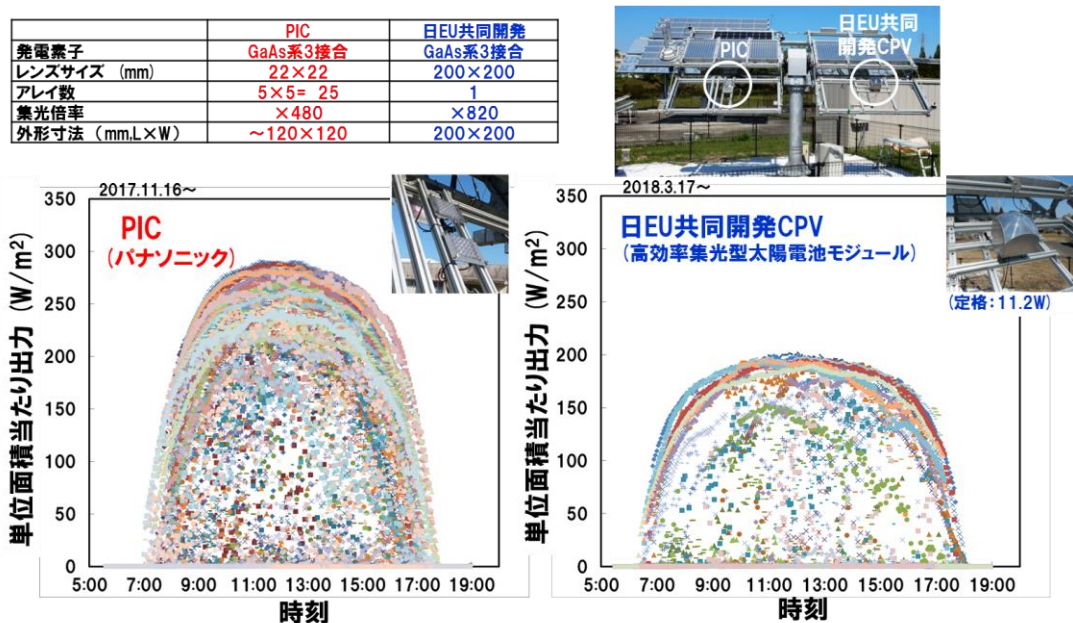 PIC 日EU共同開発
発電素子 GaAs系3接合 GaAs系3接合
レンズサイズ (mm) 22×22 200×200
アレイ数 5×5= 25 1
集光倍率 ×480 ×820
外形寸法 (mm,L×W) ～120×120 200×200
PIC
日EU共同
開発CPV
2017.11.16～
PIC
(パナソニック)
単位面積当たり出力 (W/m²)
350
300
250
200
150
100
50
0
5:00 7:00 9:00 11:00 13:00 15:00 17:00 19:00
時刻
2018.3.17～
日EU共同開発CPV
(高効率集光型太陽電池モジュール)
(定格:11.2W)
単位面積当たり出力 (W/m²)
350
300
250
200
150
100
50
0
5:00 7:00 9:00 11:00 13:00 15:00 17:00 19:00
時刻